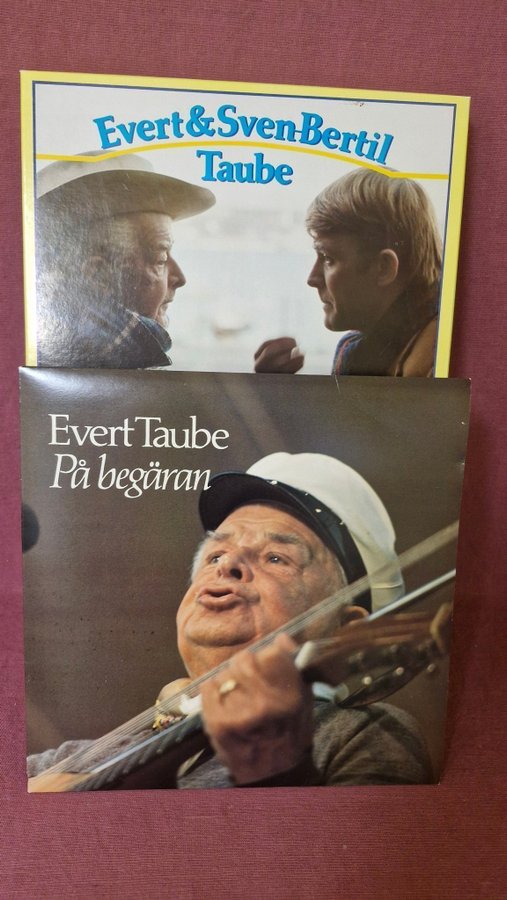 Evert & Sven-Bertil
Taube
Evert Taube
På begäran